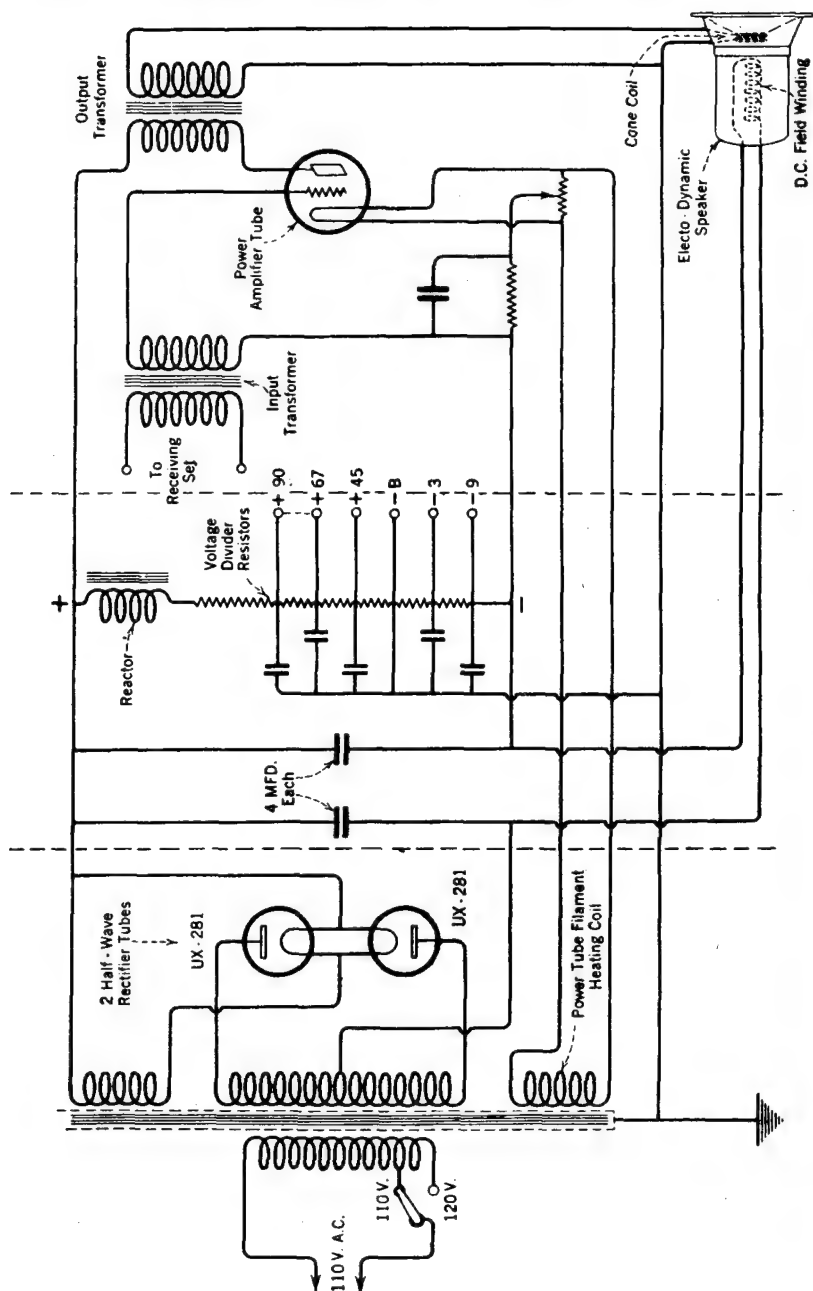 Output
Transformer
Cone Coil
D.C. Field Winding
Electo-Dynamic
Speaker
Power
Amplifier Tube
Input
Transformer
To
Receiving
Set
+ 90
+ 67
+ 45
- B
- 3
- 9
Voltage
Divider
Resistors
+
Reactor
-
4 MFD.
Each
2 Half-Wave
Rectifier Tubes
UX-281
UX-281
Power Tube Filament
Heating Coil
110 V. A.C.
110 V.
120 V.